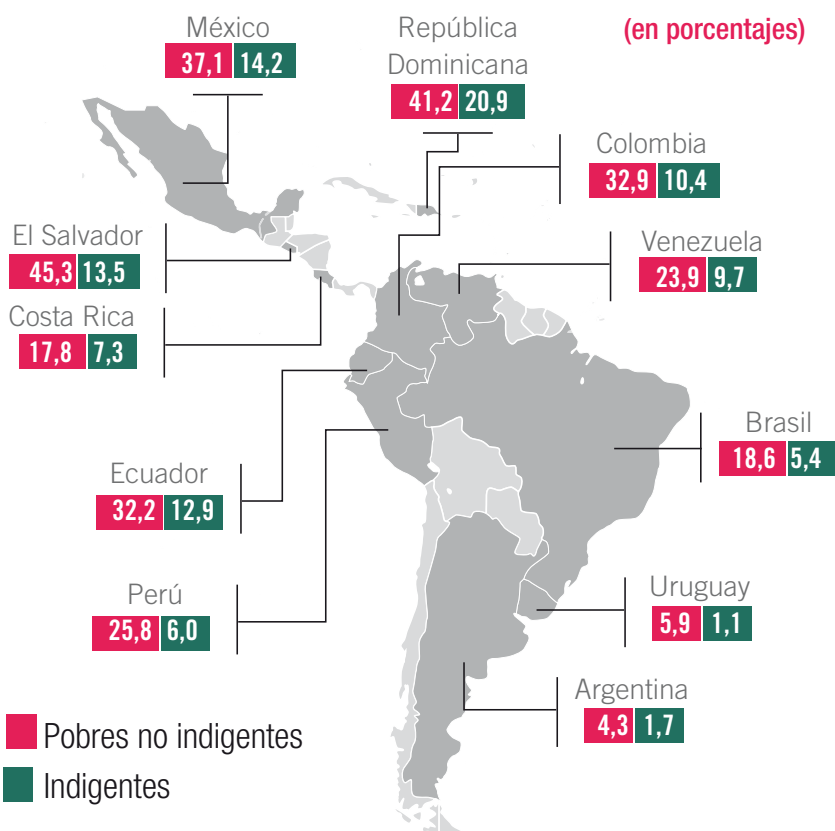 (en porcentajes)
México
37,1 14,2
República
Dominicana
41,2 20,9
Colombia
32,9 10,4
El Salvador
45,3 13,5
Venezuela
23,9 9,7
Costa Rica
17,8 7,3
Brasil
18,6 5,4
Ecuador
32,2 12,9
Perú
25,8 6,0
Uruguay
5,9 1,1
Argentina
4,3 1,7
Pobres no indigentes
Indigentes